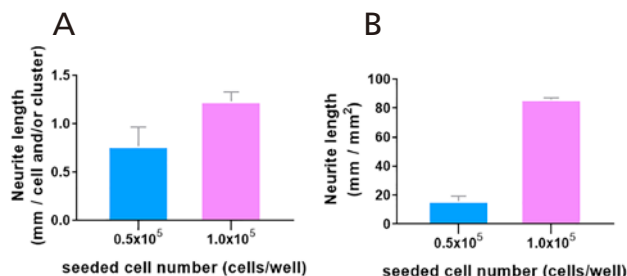 A
Neurite length
(mm / cell and/or cluster)
1.5
1.0
0.5
0.0
0.5x10⁵
1.0x10⁵
seeded cell number (cells/well)
B
Neurite length
(mm / mm²)
100
80
60
40
20
0
0.5x10⁵
1.0x10⁵
seeded cell number (cells/well)